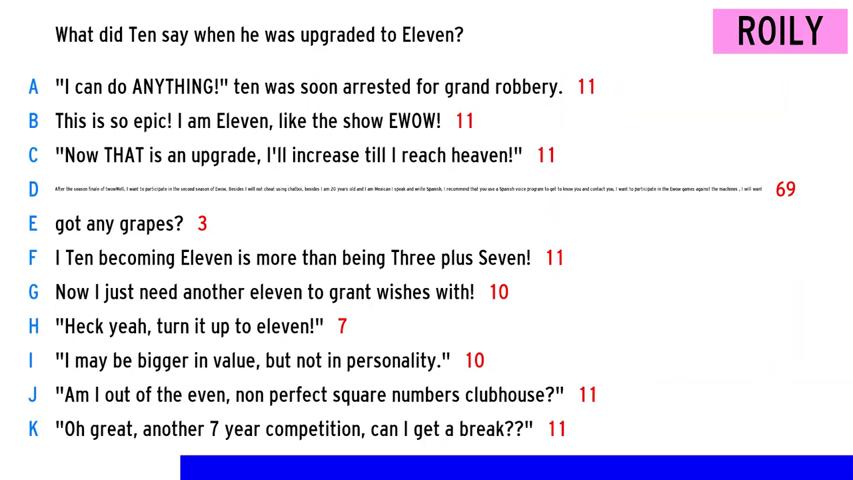 What did Ten say when he was upgraded to Eleven?
ROILY
A "I can do ANYTHING!" ten was soon arrested for grand robbery. 11
B This is so epic! I am Eleven, like the show EWOW! 11
C "Now THAT is an upgrade, I'll increase till I reach heaven!" 11
D After the season finale of twowMell, I want to participate in the second season of Ewow, Besides I will not cheat using chatbox, besides I am 20 years old and I am Mexican I speak and write Spanish, I recommend that you use a Spanish voice program to get to know you and contact you, I want to participate in the Ewow games against the machines , I will want 69
E got any grapes? 3
F I Ten becoming Eleven is more than being Three plus Seven! 11
G Now I just need another eleven to grant wishes with! 10
H "Heck yeah, turn it up to eleven!" 7
I "I may be bigger in value, but not in personality." 10
J "Am I out of the even, non perfect square numbers clubhouse?" 11
K "Oh great, another 7 year competition, can I get a break??" 11